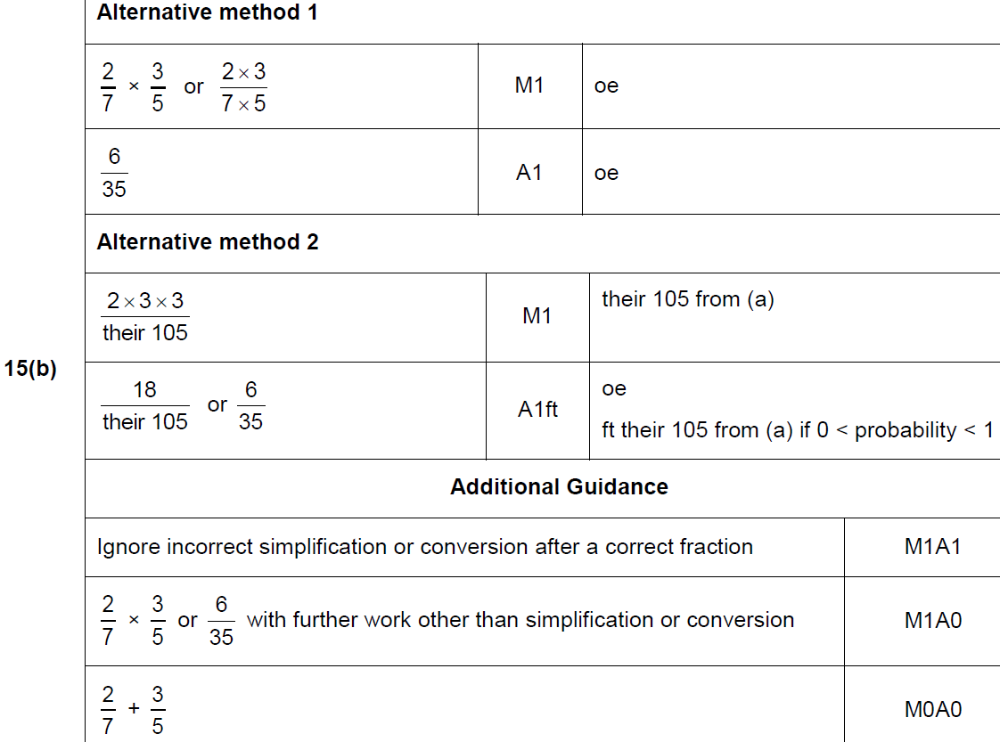 Alternative method 1
2/7 × 3/5 or 2 × 3/7 × 5 M1 oe
6/35 A1 oe
Alternative method 2
2 × 3 × 3/their 105 M1 their 105 from (a)
15(b)
18/their 105 or 6/35 A1ft oe
ft their 105 from (a) if 0 < probability < 1
Additional Guidance
Ignore incorrect simplification or conversion after a correct fraction M1A1
2/7 × 3/5 or 6/35 with further work other than simplification or conversion M1A0
2/7 + 3/5 M0A0